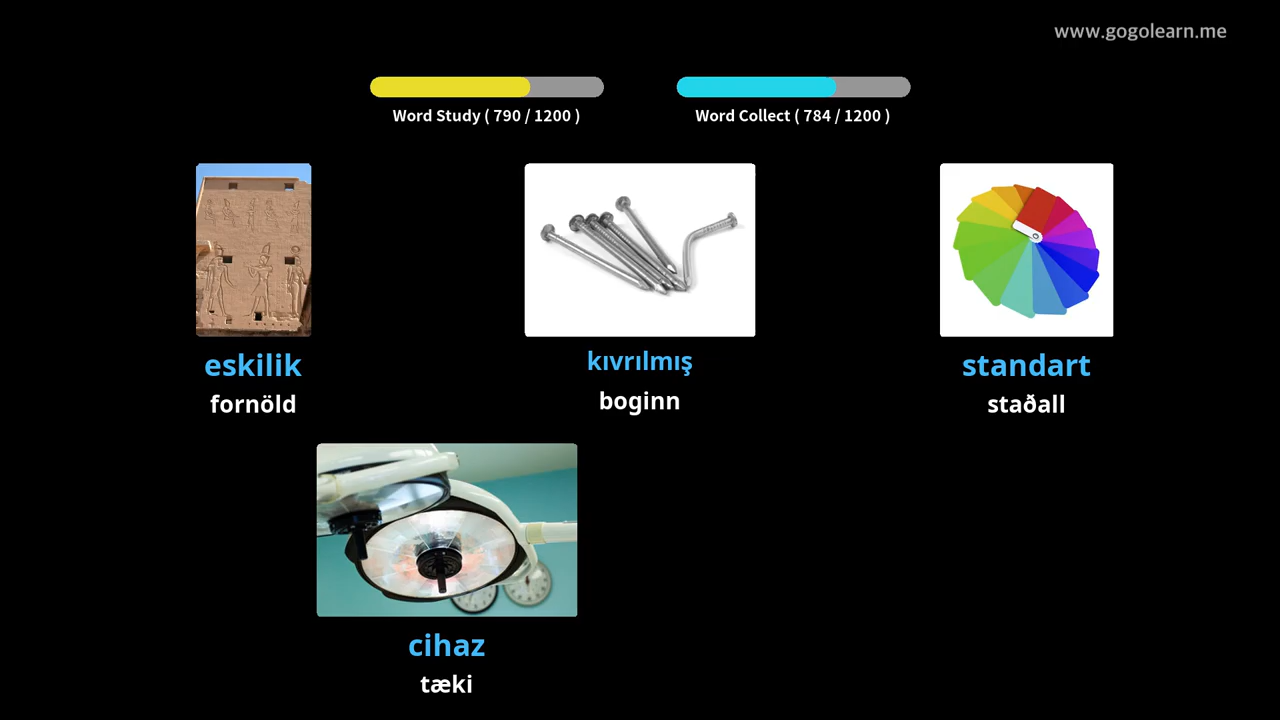 www.gogolearn.me
Word Study ( 790 / 1200 )
Word Collect ( 784 / 1200 )
eskilik
fornöld
kıvrılmış
boginn
standart
staðall
cihaz
tæki